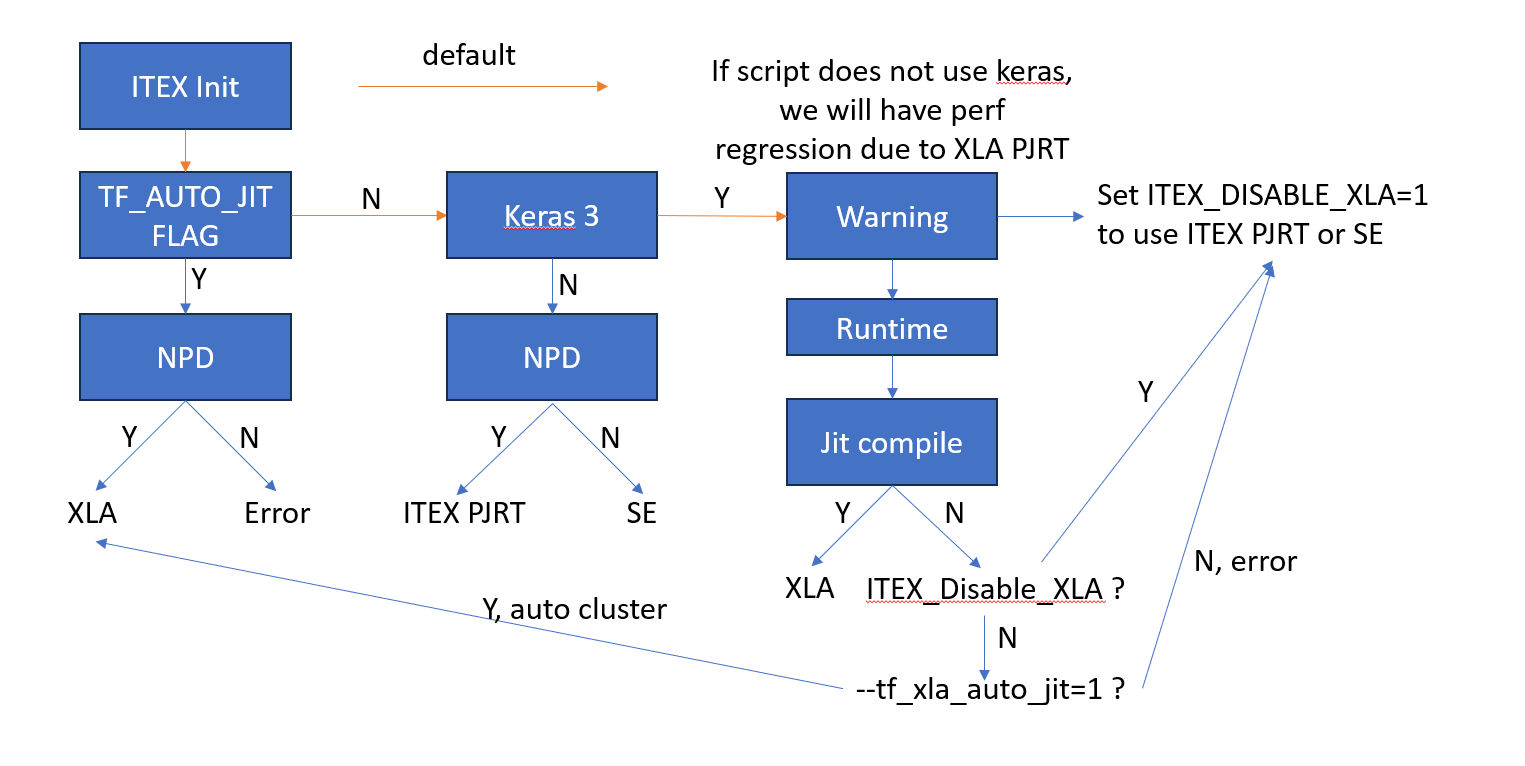 ITEX Init
default
If script does not use keras,
we will have perf
regression due to XLA PJRT
TF_AUTO_JIT
FLAG
N
Keras 3
Y
Warning
Set ITEX_DISABLE_XLA=1
to use ITEX PJRT or SE
Y
N
NPD
NPD
Runtime
Jit compile
Y
Y
N
Y
N
XLA
Error
ITEX PJRT
SE
Y
N
XLA
ITEX_Disable_XLA ?
N, error
Y, auto cluster
N
--tf_xla_auto_jit=1 ?